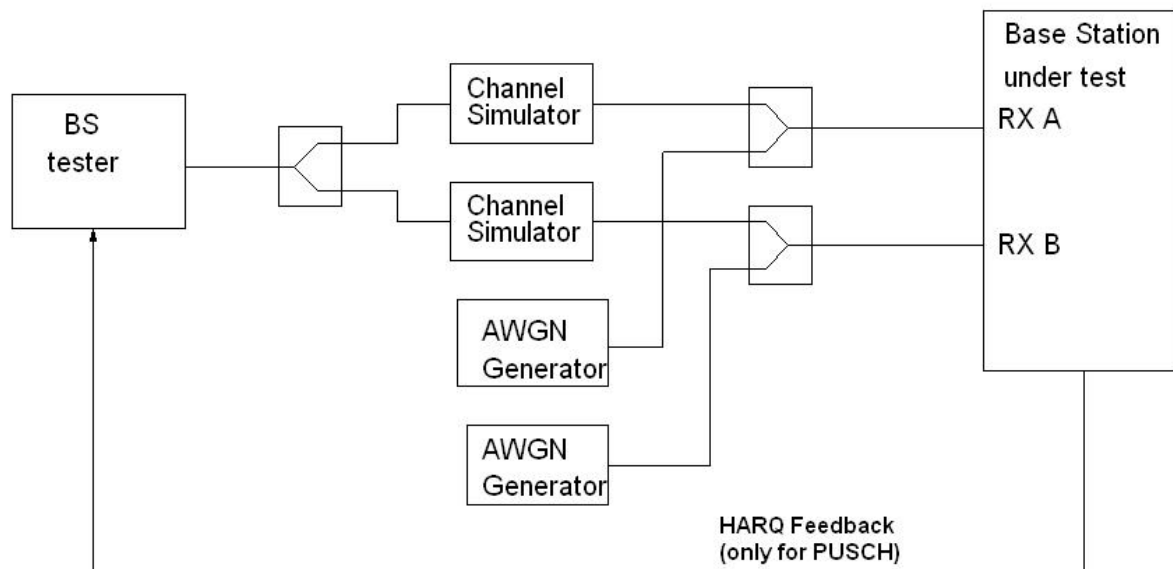 BS
tester
Channel
Simulator
Channel
Simulator
AWGN
Generator
AWGN
Generator
Base Station
under test
RX A
RX B
HARQ Feedback
(only for PUSCH)